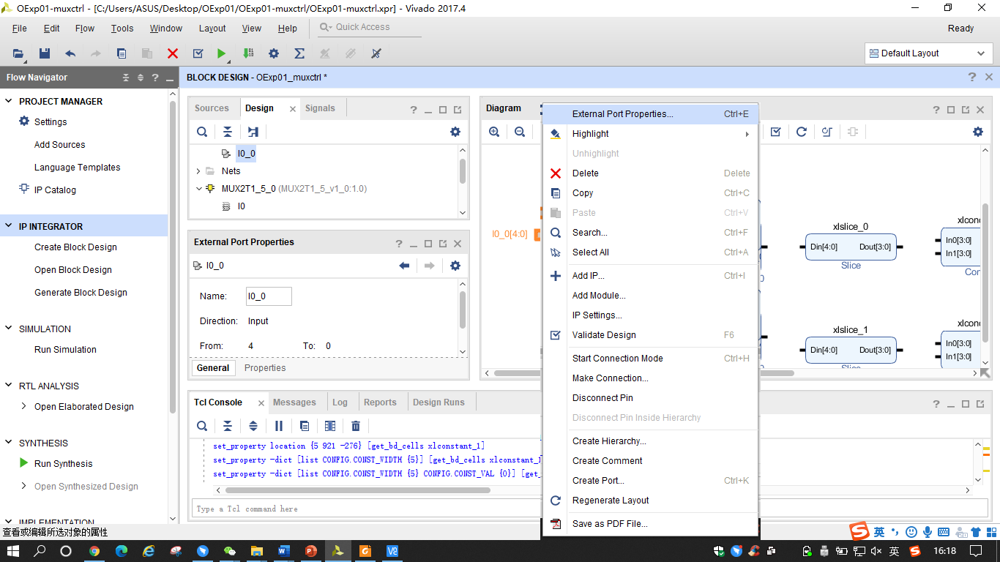 OExp01-muxctrl - [C:/Users/ASUS/Desktop/OExp01/OExp01-muxctrl/OExp01-muxctrl.xpr] - Vivado 2017.4
File Edit Flow Tools Window Layout View Help Quick Access Ready
Default Layout
Flow Navigator
PROJECT MANAGER
Settings
Add Sources
Language Templates
IP Catalog
IP INTEGRATOR
Create Block Design
Open Block Design
Generate Block Design
SIMULATION
Run Simulation
RTL ANALYSIS
Open Elaborated Design
SYNTHESIS
Run Synthesis
Open Synthesized Design
IMPLEMENTATION
查看或编辑所选对象的属性
BLOCK DESIGN - OExp01_muxctrl *
Sources Design Signals
I0_0
Nets
MUX2T1_5_0 (MUX2T1_5_v1_0:1.0)
I0
External Port Properties
I0_0
Name: I0_0
Direction: Input
From: 4 To: 0
General Properties
Diagram
I0_0[4:0]
xlslice_0
Din[4:0] Dout[3:0]
Slice
In0[3:0]
In1[3:0]
xlslice_1
Din[4:0] Dout[3:0]
In0[3:0]
In1[3:0]
External Port Properties... Ctrl+E
Highlight
Unhighlight
Delete Delete
Copy Ctrl+C
Paste Ctrl+V
Search... Ctrl+F
Select All Ctrl+A
Add IP... Ctrl+I
Add Module...
IP Settings...
Validate Design F6
Start Connection Mode Ctrl+H
Make Connection...
Disconnect Pin
Disconnect Pin Inside Hierarchy
Create Hierarchy...
Create Comment
Create Port... Ctrl+K
Regenerate Layout
Save as PDF File...
Tcl Console Messages Log Reports Design Runs
set_property location {5 921 -276} [get_bd_cells xlconstant_1]
set_property -dict [list CONFIG.CONST_WIDTH {5}] [get_bd_cells xlconstant_1
set_property -dict [list CONFIG.CONST_WIDTH {5} CONFIG.CONST_VAL {0}] [get_
Type a Tcl command here
英
英
16:18